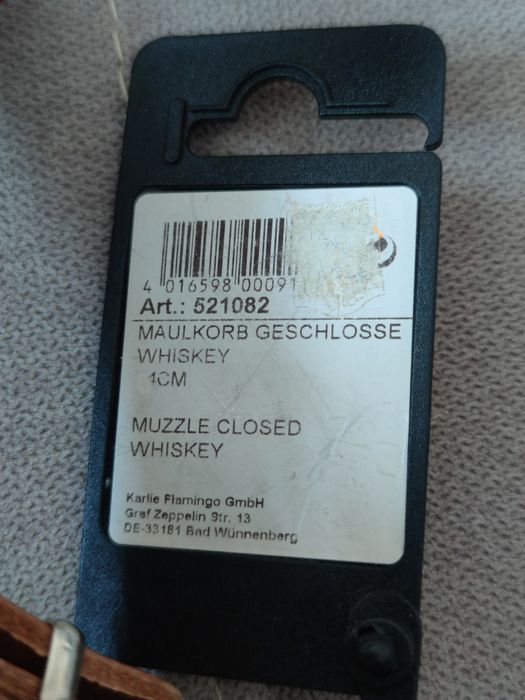 4 016598 00091
Art.: 521082
MAULKORB GESCHLOSSE
WHISKEY
4CM
MUZZLE CLOSED
WHISKEY
Karlie Flamingo GmbH
Graf Zeppelin Str. 13
DE-33181 Bad Wünnenberg